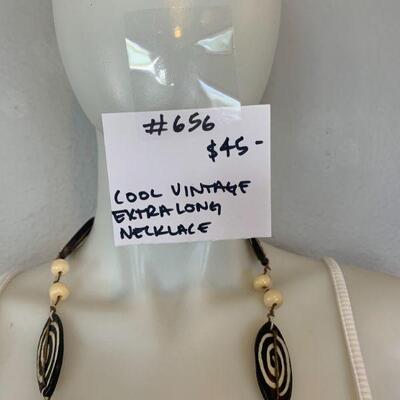 #656
$45-
COOL VINTAGE
EXTRA LONG
NECKLACE